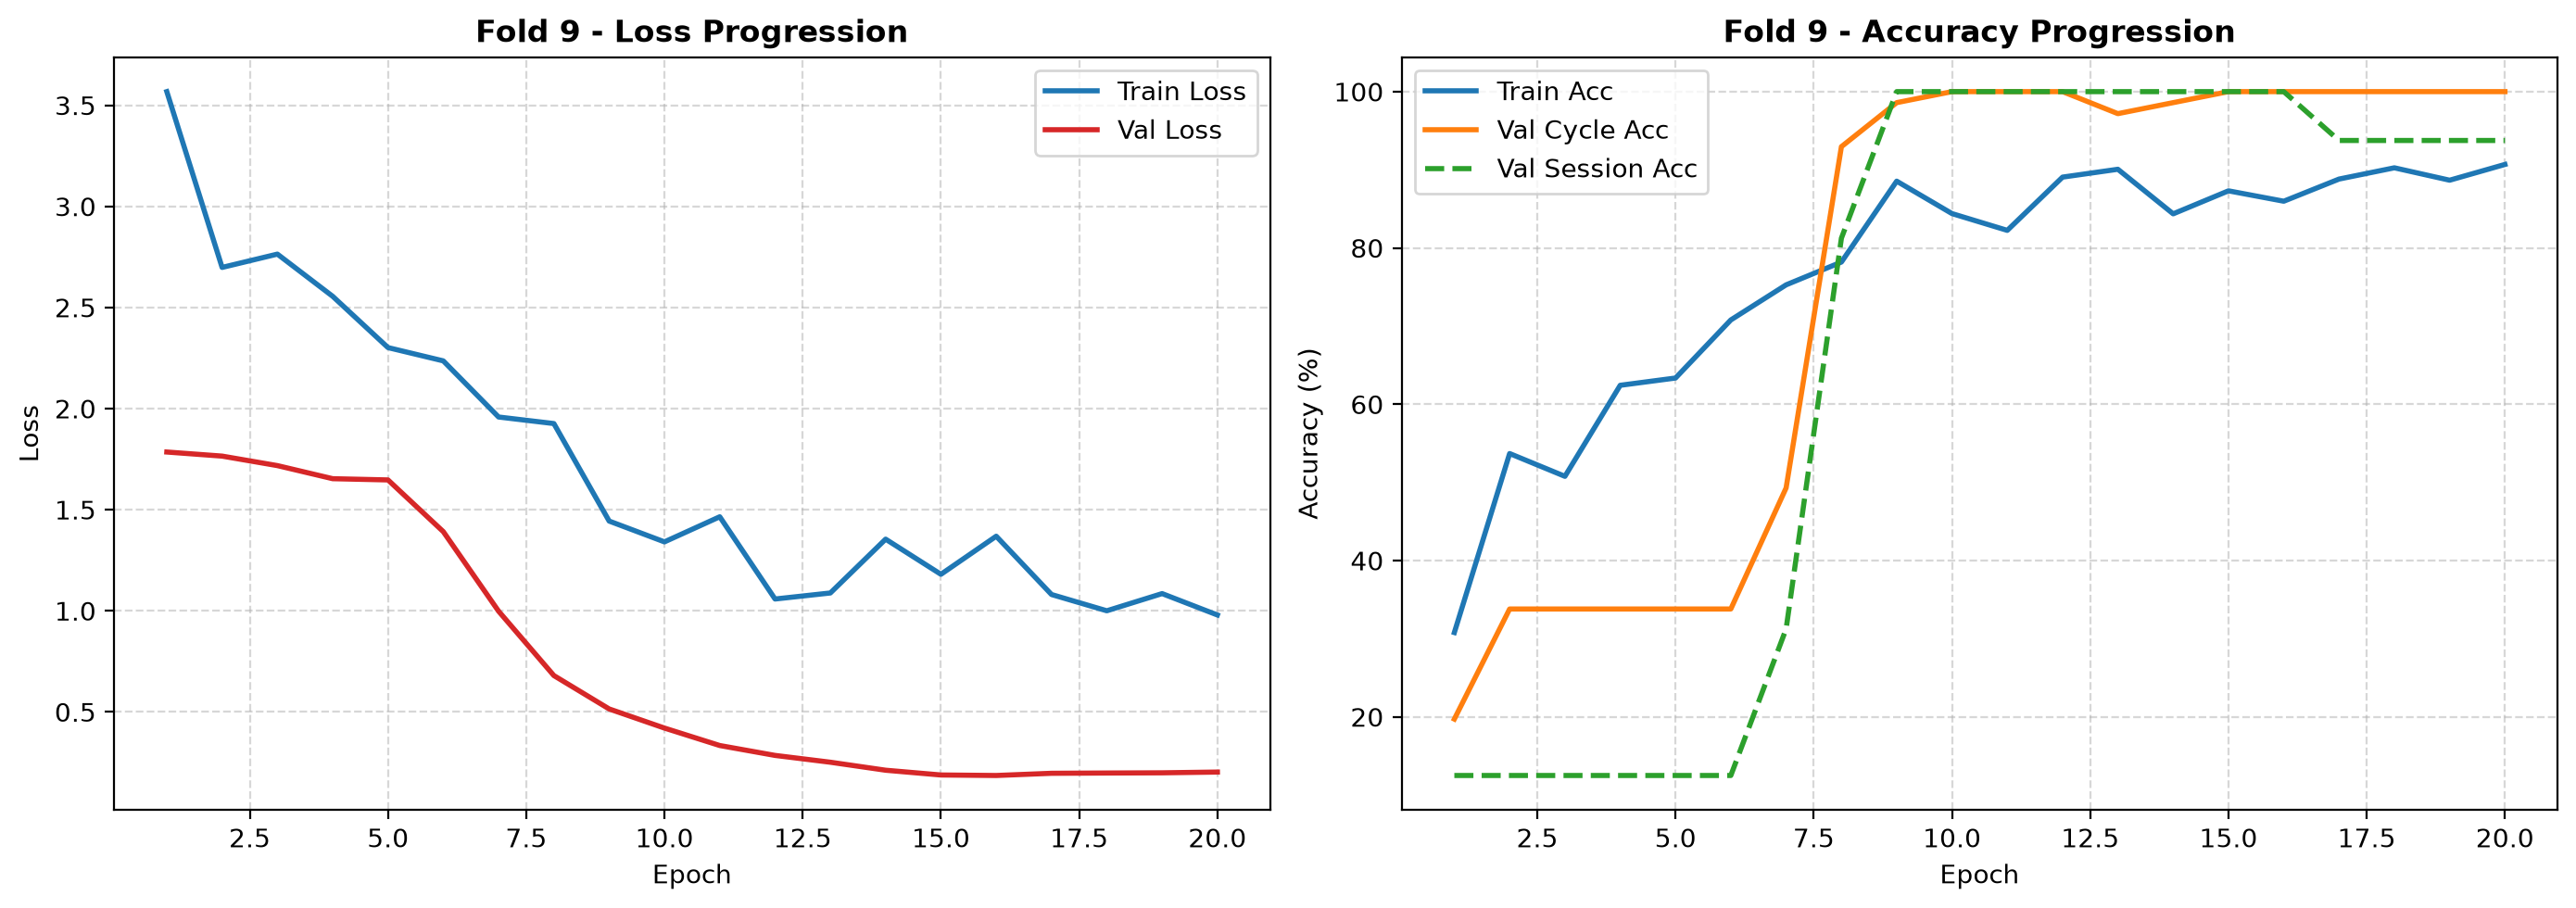 Fold 9 - Loss Progression
Train Loss
Val Loss
3.5
3.0
2.5
2.0
1.5
1.0
0.5
Loss
2.5 5.0 7.5 10.0 12.5 15.0 17.5 20.0
Epoch
Fold 9 - Accuracy Progression
Train Acc
Val Cycle Acc
Val Session Acc
100
80
60
40
20
Accuracy (%)
2.5 5.0 7.5 10.0 12.5 15.0 17.5 20.0
Epoch